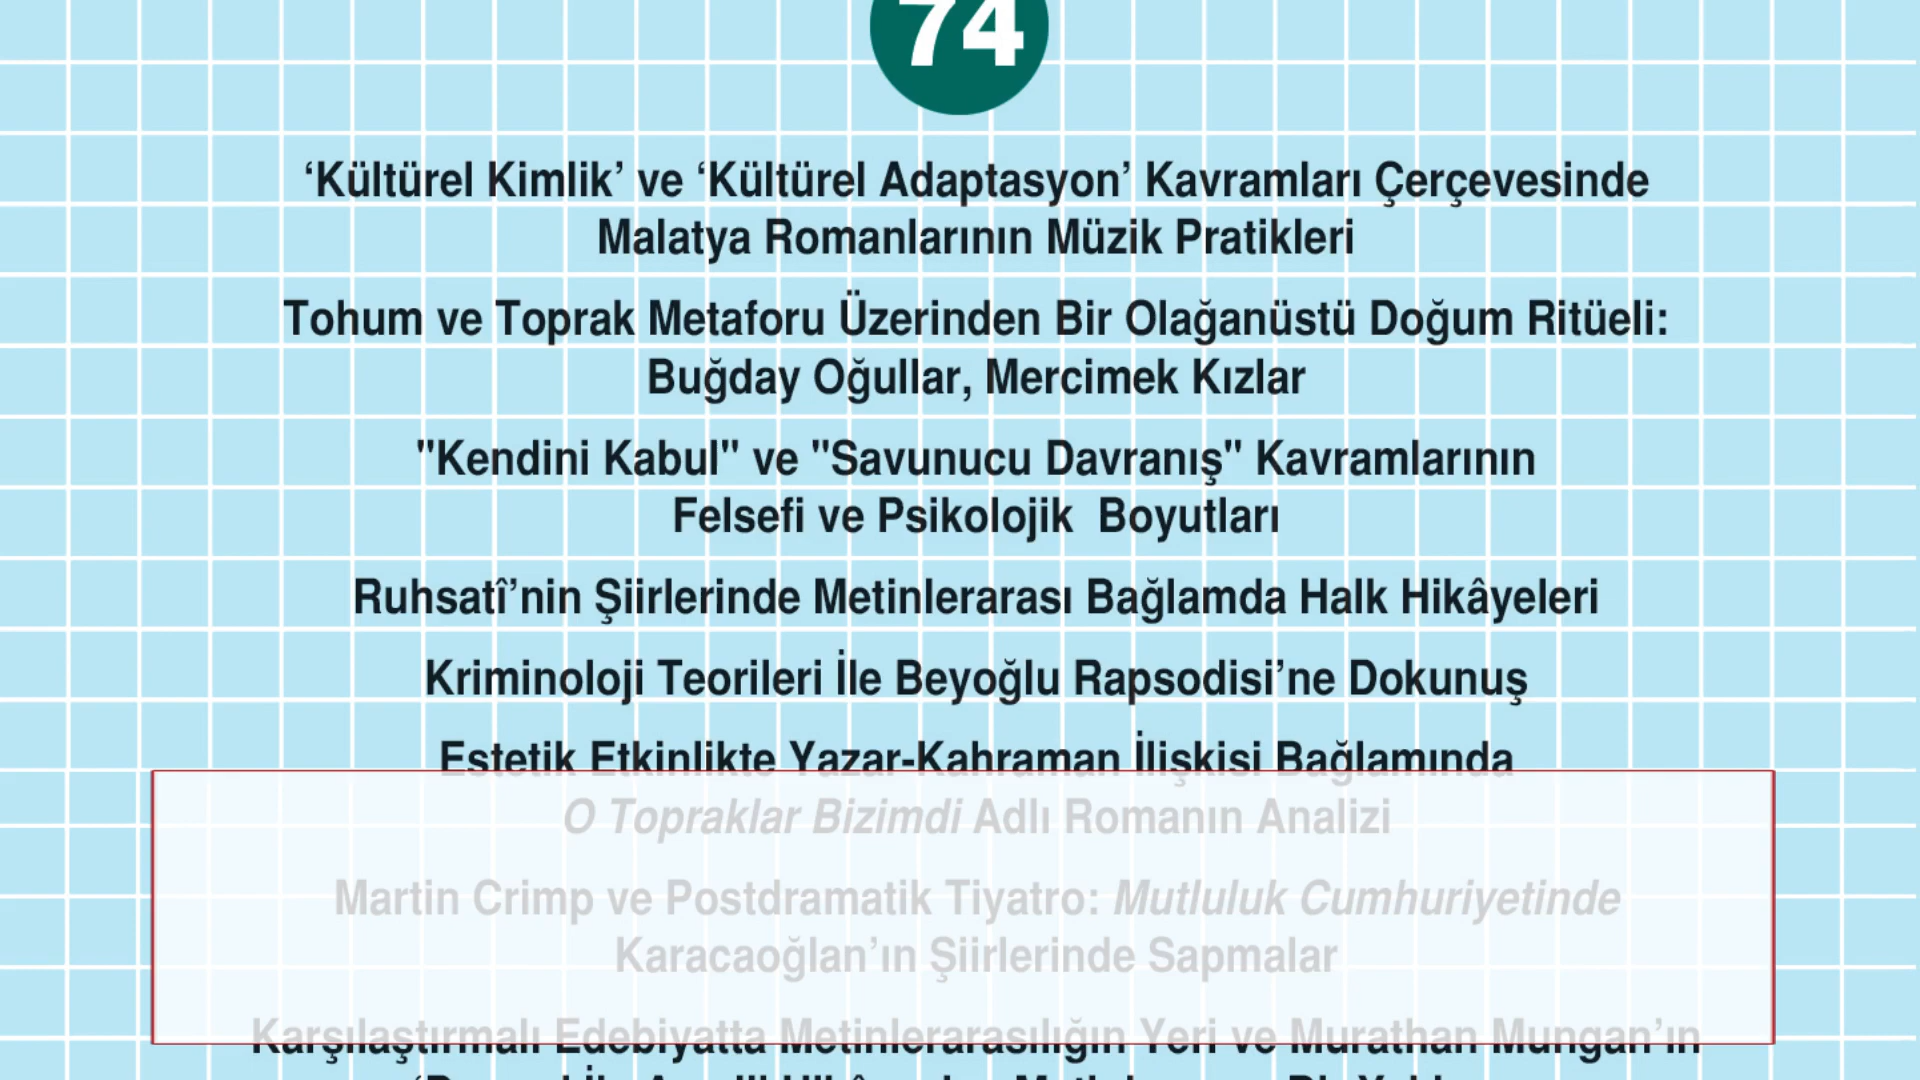 74
‘Kültürel Kimlik’ ve ‘Kültürel Adaptasyon’ Kavramları Çerçevesinde
Malatya Romanlarının Müzik Pratikleri
Tohum ve Toprak Metaforu Üzerinden Bir Olağanüstü Doğum Ritüeli:
Buğday Oğullar, Mercimek Kızlar
"Kendini Kabul" ve "Savunucu Davranış" Kavramlarının
Felsefi ve Psikolojik Boyutları
Ruhsatî’nin Şiirlerinde Metinlerarası Bağlamda Halk Hikâyeleri
Kriminoloji Teorileri İle Beyoğlu Rapsodisi’ne Dokunuş
Estetik Etkinlikte Yazar-Kahraman İlişkisi Bağlamında
O Topraklar Bizimdi Adlı Romanın Analizi
Martin Crimp ve Postdramatik Tiyatro: Mutluluk Cumhuriyetinde
Karacaoğlan’ın Şiirlerinde Sapmalar
Karşılaştırmalı Edebiyatta Metinlerarasılığın Yeri ve Murathan Mungan’ın